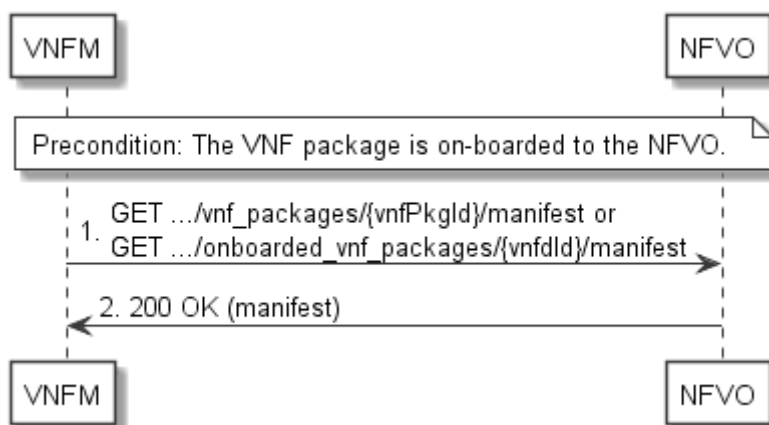 VNFM
NFVO
Precondition: The VNF package is on-boarded to the NFVO.
1.
GET .../vnf_packages/{vnfPkgId}/manifest or
GET .../onboarded_vnf_packages/{vnfdId}/manifest
2. 200 OK (manifest)
VNFM
NFVO